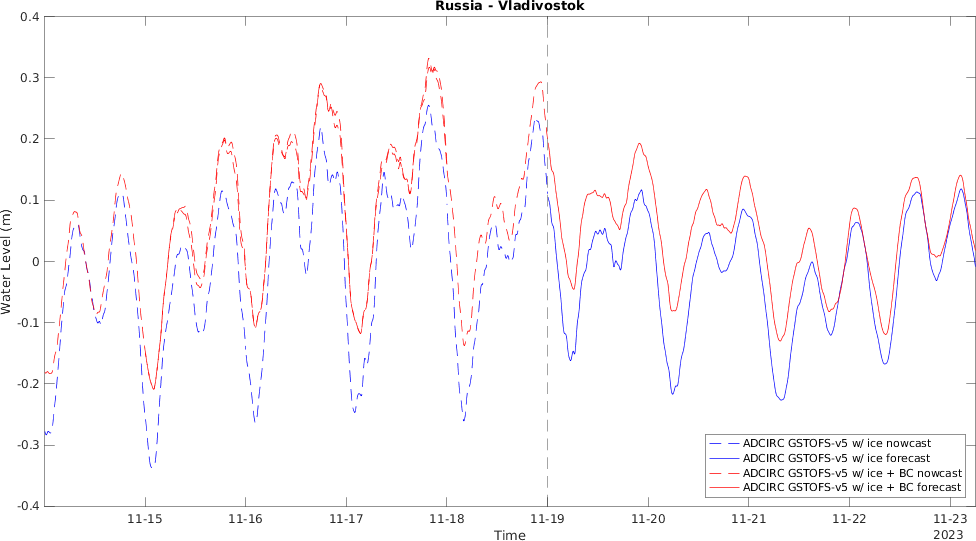 Russia - Vladivostok
Water Level (m)
0.4
0.3
0.2
0.1
0
-0.1
-0.2
-0.3
-0.4
11-15
11-16
11-17
11-18
11-19
11-20
11-21
11-22
11-23
2023
Time
ADCIRC GSTOFS-v5 w/ ice nowcast
ADCIRC GSTOFS-v5 w/ ice forecast
ADCIRC GSTOFS-v5 w/ ice + BC nowcast
ADCIRC GSTOFS-v5 w/ ice + BC forecast